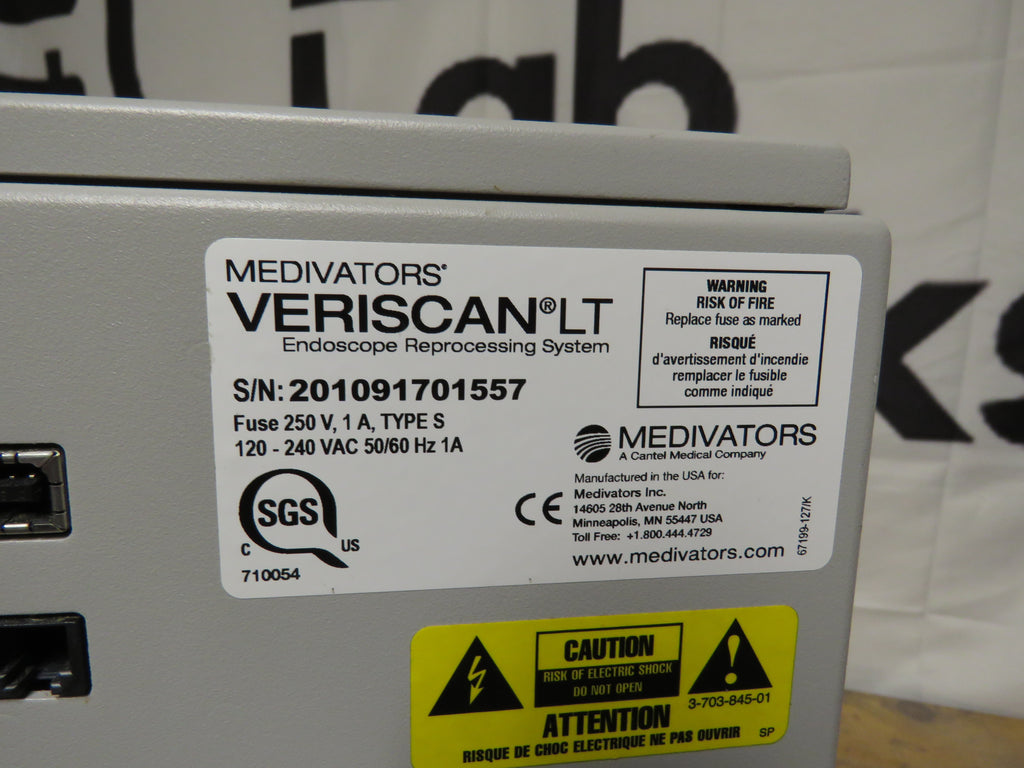 Lab
ks
MEDIVATORS®
VERISCAN® LT
Endoscope Reprocessing System
S/N: 201091701557
Fuse 250 V, 1 A, TYPE S
120 - 240 VAC 50/60 Hz 1A
SGS
C US
710054
WARNING
RISK OF FIRE
Replace fuse as marked
RISQUÉ
d'avertissement d'incendie
remplacer le fusible
comme indiqué
MEDIVATORS
A Cantel Medical Company
CE
Manufactured in the USA for:
Medivators Inc.
14605 28th Avenue North
Minneapolis, MN 55447 USA
Toll Free: +1.800.444.4729
www.medivators.com
67199-127/K
CAUTION
RISK OF ELECTRIC SHOCK
DO NOT OPEN
3-703-845-01
ATTENTION
RISQUE DE CHOC ELECTRIQUE NE PAS OUVRIR
SP